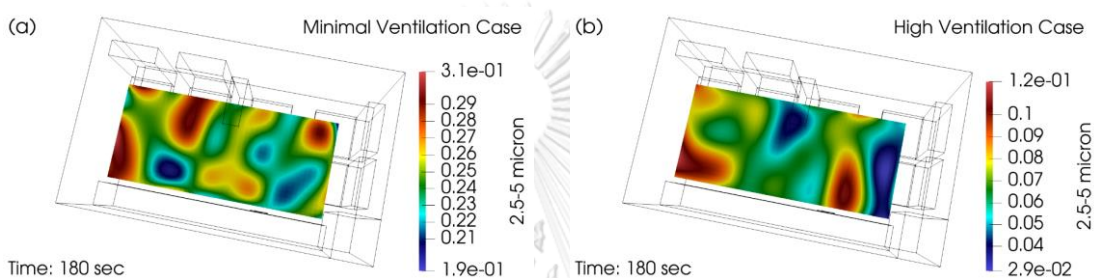 (a)
Minimal Ventilation Case
3.1e-01
0.29
0.28
0.27
0.26
0.25
0.24
0.23
0.22
0.21
1.9e-01
2.5-5 micron
Time: 180 sec
(b)
High Ventilation Case
1.2e-01
0.1
0.09
0.08
0.07
0.06
0.05
0.04
2.9e-02
2.5-5 micron
Time: 180 sec